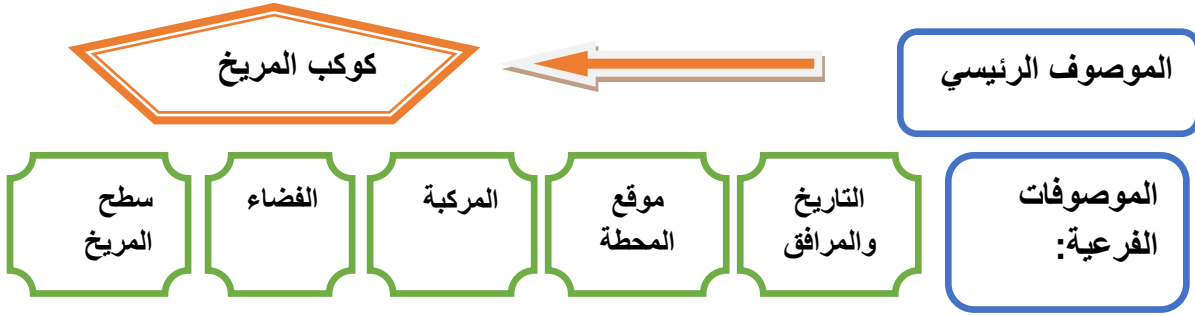 الموصوف الرئيسي
كوكب المريخ
الموصوفات
الفرعية:
التاريخ
والمرافق
موقع
المحطة
المركبة
الفضاء
سطح
المريخ